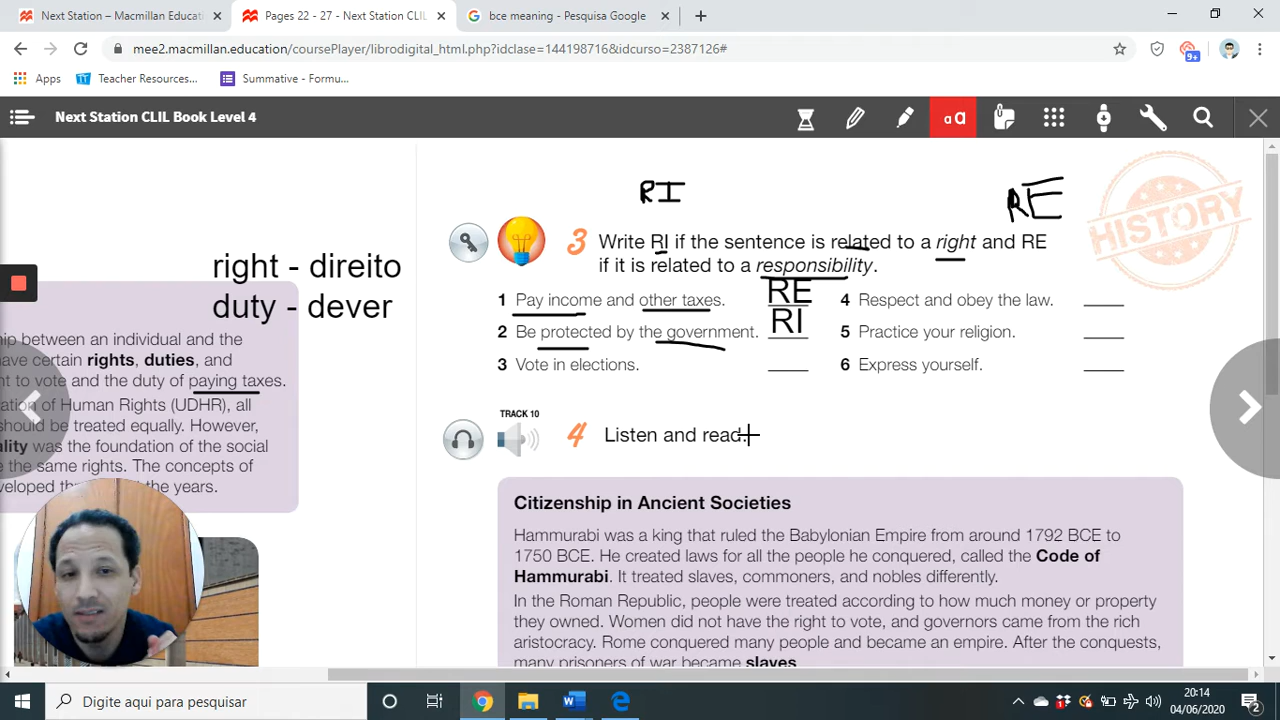 Next Station – Macmillan Educati
Pages 22 - 27 - Next Station CLIL
bce meaning - Pesquisa Google
mee2.macmillan.education/coursePlayer/librodigital_html.php?idclase=144198716&idcurso=2387126#
9+
Apps
Teacher Resources...
Summative - Formu...
Next Station CLIL Book Level 4
aa
RI
RE
HISTORY
3 Write RI if the sentence is related to a right and RE
if it is related to a responsibility.
1 Pay income and other taxes. RE
2 Be protected by the government. RI
3 Vote in elections.
4 Respect and obey the law.
5 Practice your religion.
6 Express yourself.
right - direito
duty - dever
hip between an individual and the
have certain rights, duties, and
nt to vote and the duty of paying taxes.
ation of Human Rights (UDHR), all
should be treated equally. However,
ality was the foundation of the social
e the same rights. The concepts of
the years.
TRACK 10
4 Listen and read.
Citizenship in Ancient Societies
Hammurabi was a king that ruled the Babylonian Empire from around 1792 BCE to
1750 BCE. He created laws for all the people he conquered, called the Code of
Hammurabi. It treated slaves, commoners, and nobles differently.
In the Roman Republic, people were treated according to how much money or property
they owned. Women did not have the right to vote, and governors came from the rich
aristocracy. Rome conquered many people and became an empire. After the conquests,
many prisoners of war became slaves
Digite aqui para pesquisar
20:14
04/06/2020
2